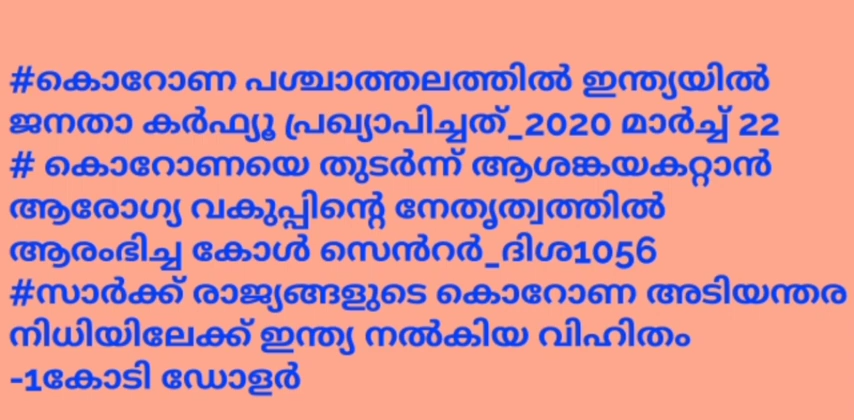 #കൊറോണ പശ്ചാത്തലത്തിൽ ഇന്ത്യയിൽ
ജനതാ കർഫ്യൂ പ്രഖ്യാപിച്ചത്_2020 മാർച്ച് 22
# കൊറോണയെ തുടർന്ന് ആശങ്കയകറ്റാൻ
ആരോഗ്യ വകുപ്പിന്റെ നേതൃത്വത്തിൽ
ആരംഭിച്ച കോൾ സെൻറർ_ദിശ1056
#സാർക്ക് രാജ്യങ്ങളുടെ കൊറോണ അടിയന്തര
നിധിയിലേക്ക് ഇന്ത്യ നൽകിയ വിഹിതം
-1കോടി ഡോളർ